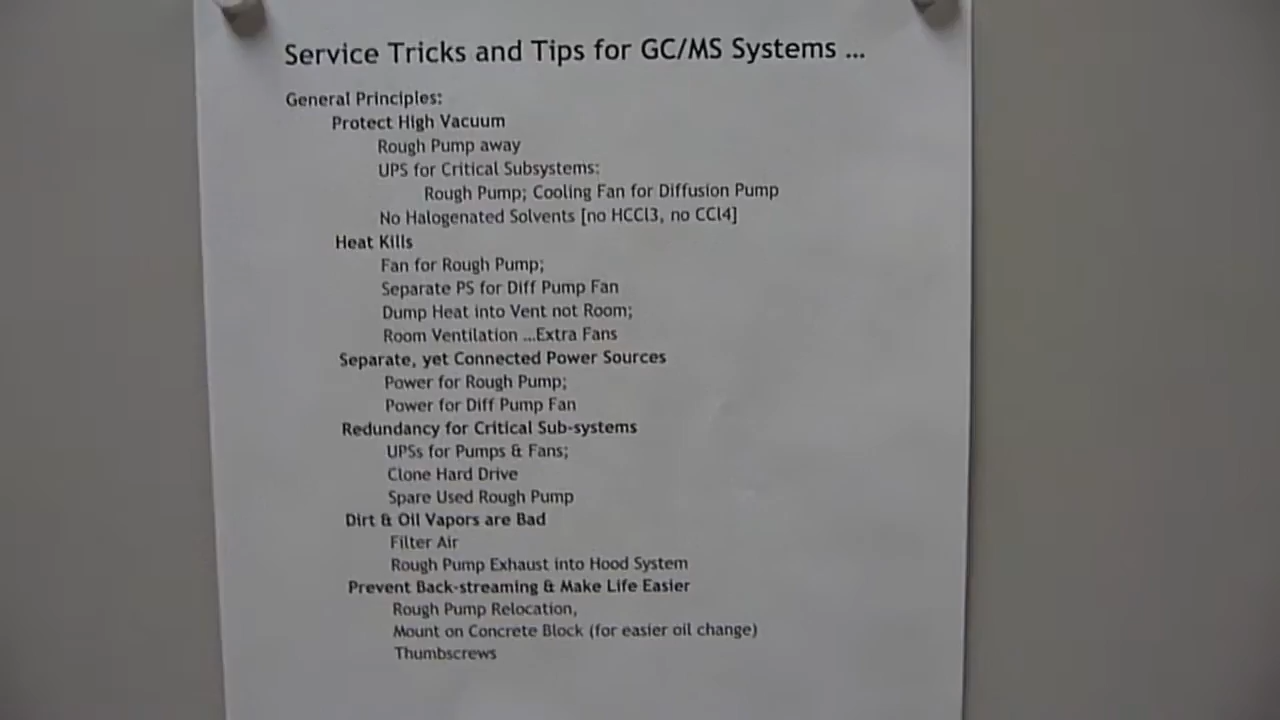 Service Tricks and Tips for GC/MS Systems ...
General Principles:
Protect High Vacuum
Rough Pump away
UPS for Critical Subsystems:
Rough Pump; Cooling Fan for Diffusion Pump
No Halogenated Solvents [no HCCl3, no CCl4]
Heat Kills
Fan for Rough Pump;
Separate PS for Diff Pump Fan
Dump Heat into Vent not Room;
Room Ventilation ...Extra Fans
Separate, yet Connected Power Sources
Power for Rough Pump;
Power for Diff Pump Fan
Redundancy for Critical Sub-systems
UPSs for Pumps & Fans;
Clone Hard Drive
Spare Used Rough Pump
Dirt & Oil Vapors are Bad
Filter Air
Rough Pump Exhaust into Hood System
Prevent Back-streaming & Make Life Easier
Rough Pump Relocation,
Mount on Concrete Block (for easier oil change)
Thumbscrews